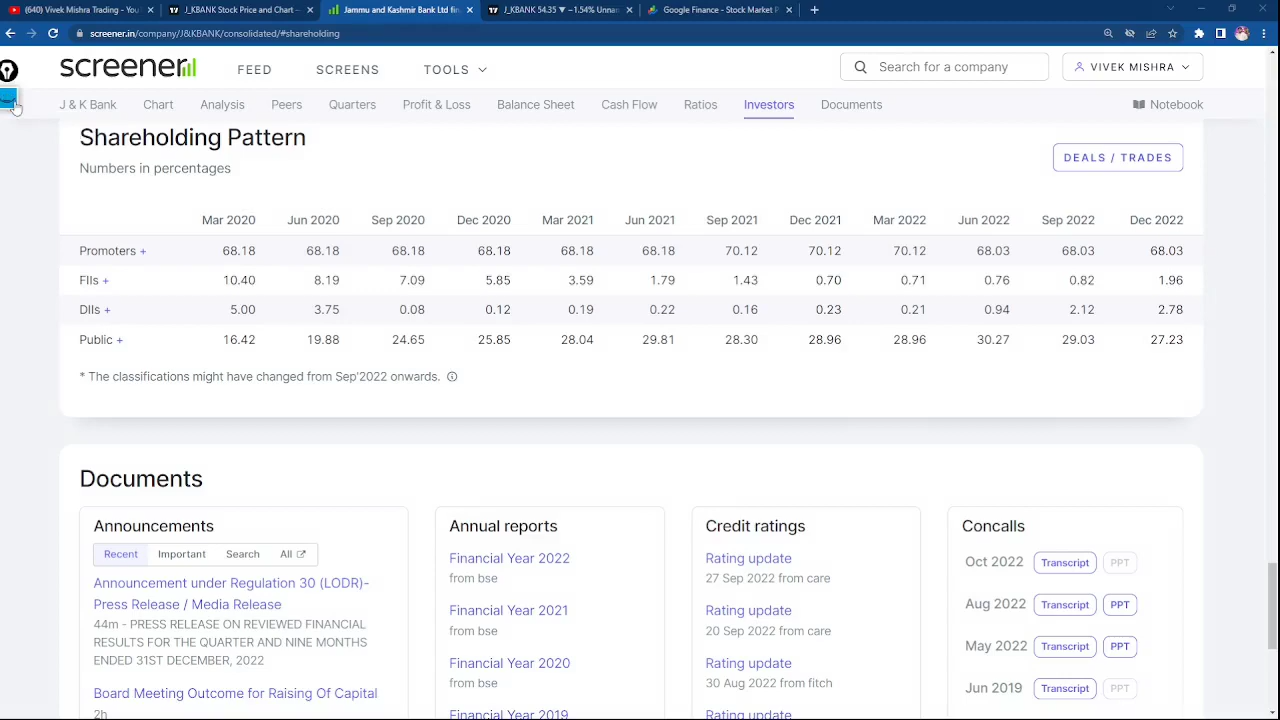 (640) Vivek Mishra Trading - You
J_KBANK Stock Price and Chart –
Jammu and Kashmir Bank Ltd fin
J_KBANK 54.35 ▼ −1.54% Unnan
Google Finance - Stock Market P
screener.in/company/J&KBANK/consolidated/#shareholding
screener FEED SCREENS TOOLS Search for a company VIVEK MISHRA
J & K Bank Chart Analysis Peers Quarters Profit & Loss Balance Sheet Cash Flow Ratios Investors Documents Notebook
Shareholding Pattern
Numbers in percentages
DEALS / TRADES
Mar 2020 Jun 2020 Sep 2020 Dec 2020 Mar 2021 Jun 2021 Sep 2021 Dec 2021 Mar 2022 Jun 2022 Sep 2022 Dec 2022
Promoters + 68.18 68.18 68.18 68.18 68.18 68.18 70.12 70.12 70.12 68.03 68.03 68.03
FIIs + 10.40 8.19 7.09 5.85 3.59 1.79 1.43 0.70 0.71 0.76 0.82 1.96
DIIs + 5.00 3.75 0.08 0.12 0.19 0.22 0.16 0.23 0.21 0.94 2.12 2.78
Public + 16.42 19.88 24.65 25.85 28.04 29.81 28.30 28.96 28.96 30.27 29.03 27.23
* The classifications might have changed from Sep'2022 onwards.
Documents
Announcements
Recent Important Search All
Announcement under Regulation 30 (LODR)-
Press Release / Media Release
44m - PRESS RELEASE ON REVIEWED FINANCIAL
RESULTS FOR THE QUARTER AND NINE MONTHS
ENDED 31ST DECEMBER, 2022
Board Meeting Outcome for Raising Of Capital
2h
Annual reports
Financial Year 2022
from bse
Financial Year 2021
from bse
Financial Year 2020
from bse
Financial Year 2019
Credit ratings
Rating update
27 Sep 2022 from care
Rating update
20 Sep 2022 from care
Rating update
30 Aug 2022 from fitch
Rating update
Concalls
Oct 2022 Transcript PPT
Aug 2022 Transcript PPT
May 2022 Transcript PPT
Jun 2019 Transcript PPT